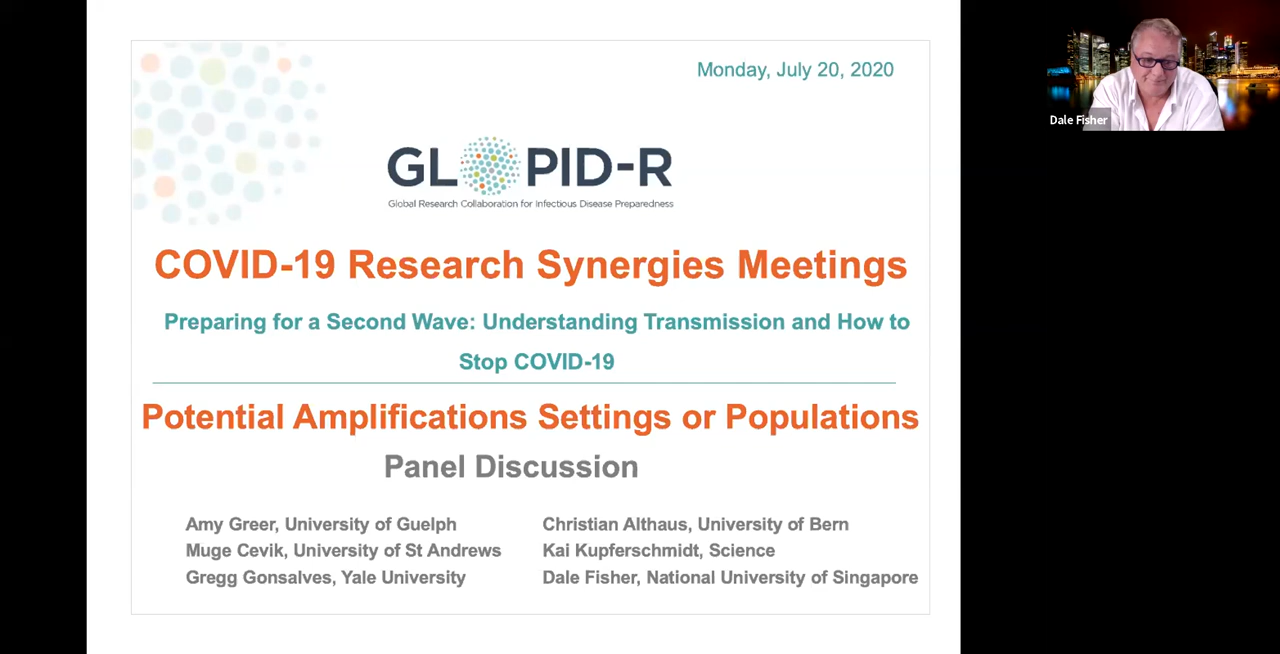 Monday, July 20, 2020
GLOPID-R
Global Research Collaboration for Infectious Disease Preparedness
COVID-19 Research Synergies Meetings
Preparing for a Second Wave: Understanding Transmission and How to
Stop COVID-19
Potential Amplifications Settings or Populations
Panel Discussion
Amy Greer, University of Guelph
Muge Cevik, University of St Andrews
Gregg Gonsalves, Yale University
Christian Althaus, University of Bern
Kai Kupferschmidt, Science
Dale Fisher, National University of Singapore
Dale Fisher